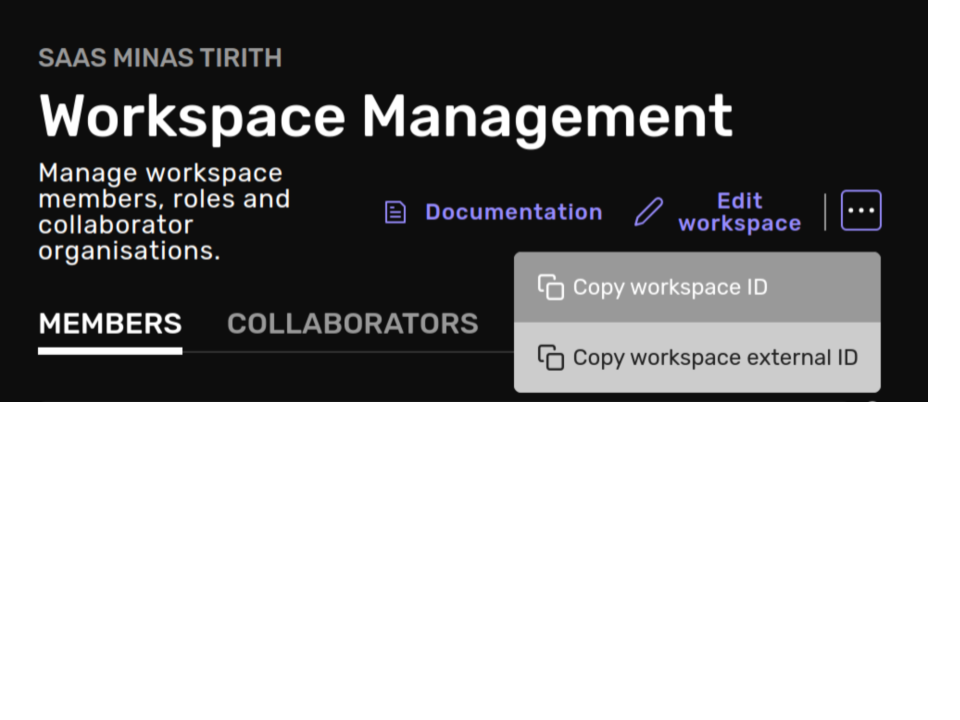 SAAS MINAS TIRITH
Workspace Management
Manage workspace
members, roles and
collaborator
organisations.
Documentation
Edit
workspace
Copy workspace ID
Copy workspace external ID
MEMBERS
COLLABORATORS